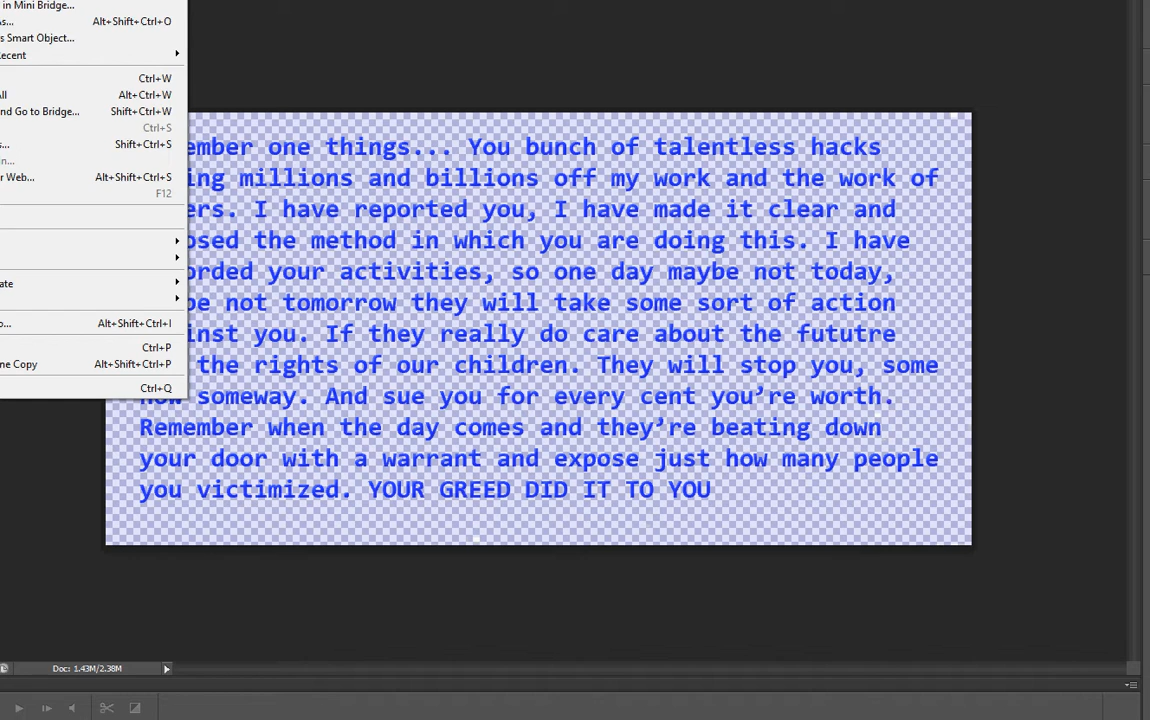 in Mini Bridge...
As... Alt+Shift+Ctrl+O
s Smart Object...
Recent
Ctrl+W
All Alt+Ctrl+W
and Go to Bridge... Shift+Ctrl+W
Ctrl+S
s... Shift+Ctrl+S
in...
r Web... Alt+Shift+Ctrl+S
F12
ate
o... Alt+Shift+Ctrl+I
Ctrl+P
ne Copy Alt+Shift+Ctrl+P
Ctrl+Q
ember one things... You bunch of talentless hacks
ing millions and billions off my work and the work of
ers. I have reported you, I have made it clear and
osed the method in which you are doing this. I have
orded your activities, so one day maybe not today,
be not tomorrow they will take some sort of action
inst you. If they really do care about the fututre
the rights of our children. They will stop you, some
how someway. And sue you for every cent you’re worth.
Remember when the day comes and they’re beating down
your door with a warrant and expose just how many people
you victimized. YOUR GREED DID IT TO YOU
Doc: 1.43M/2.38M